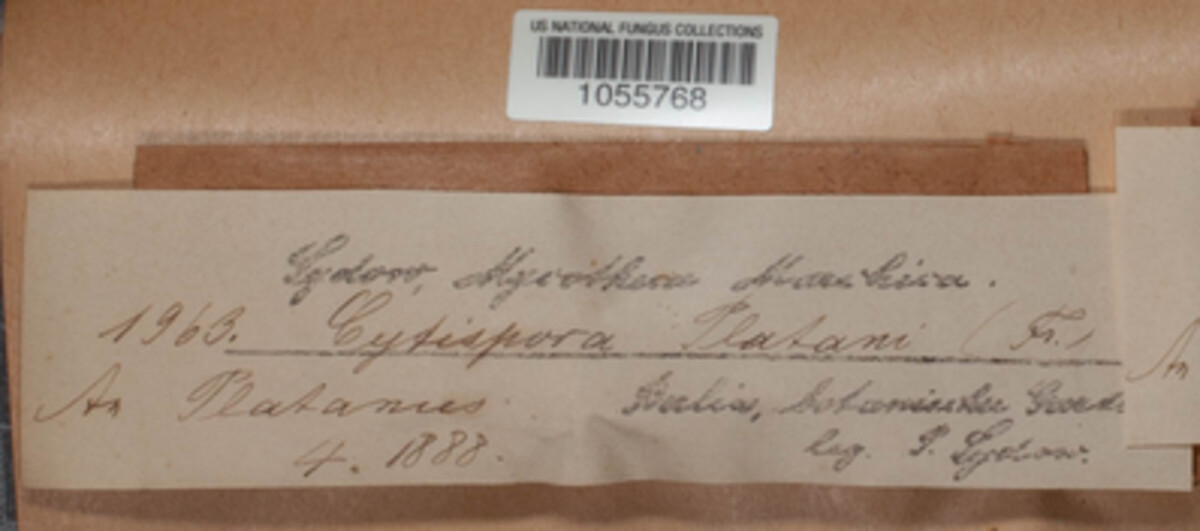 US NATIONAL FUNGUS COLLECTIONS
1055768
Sydow, Mycotheca Marchica.
1963. Cytispora Platani (Fr.)
An Platanus Berlin, botanischer
4. 1888. leg. P. Sydow.
An